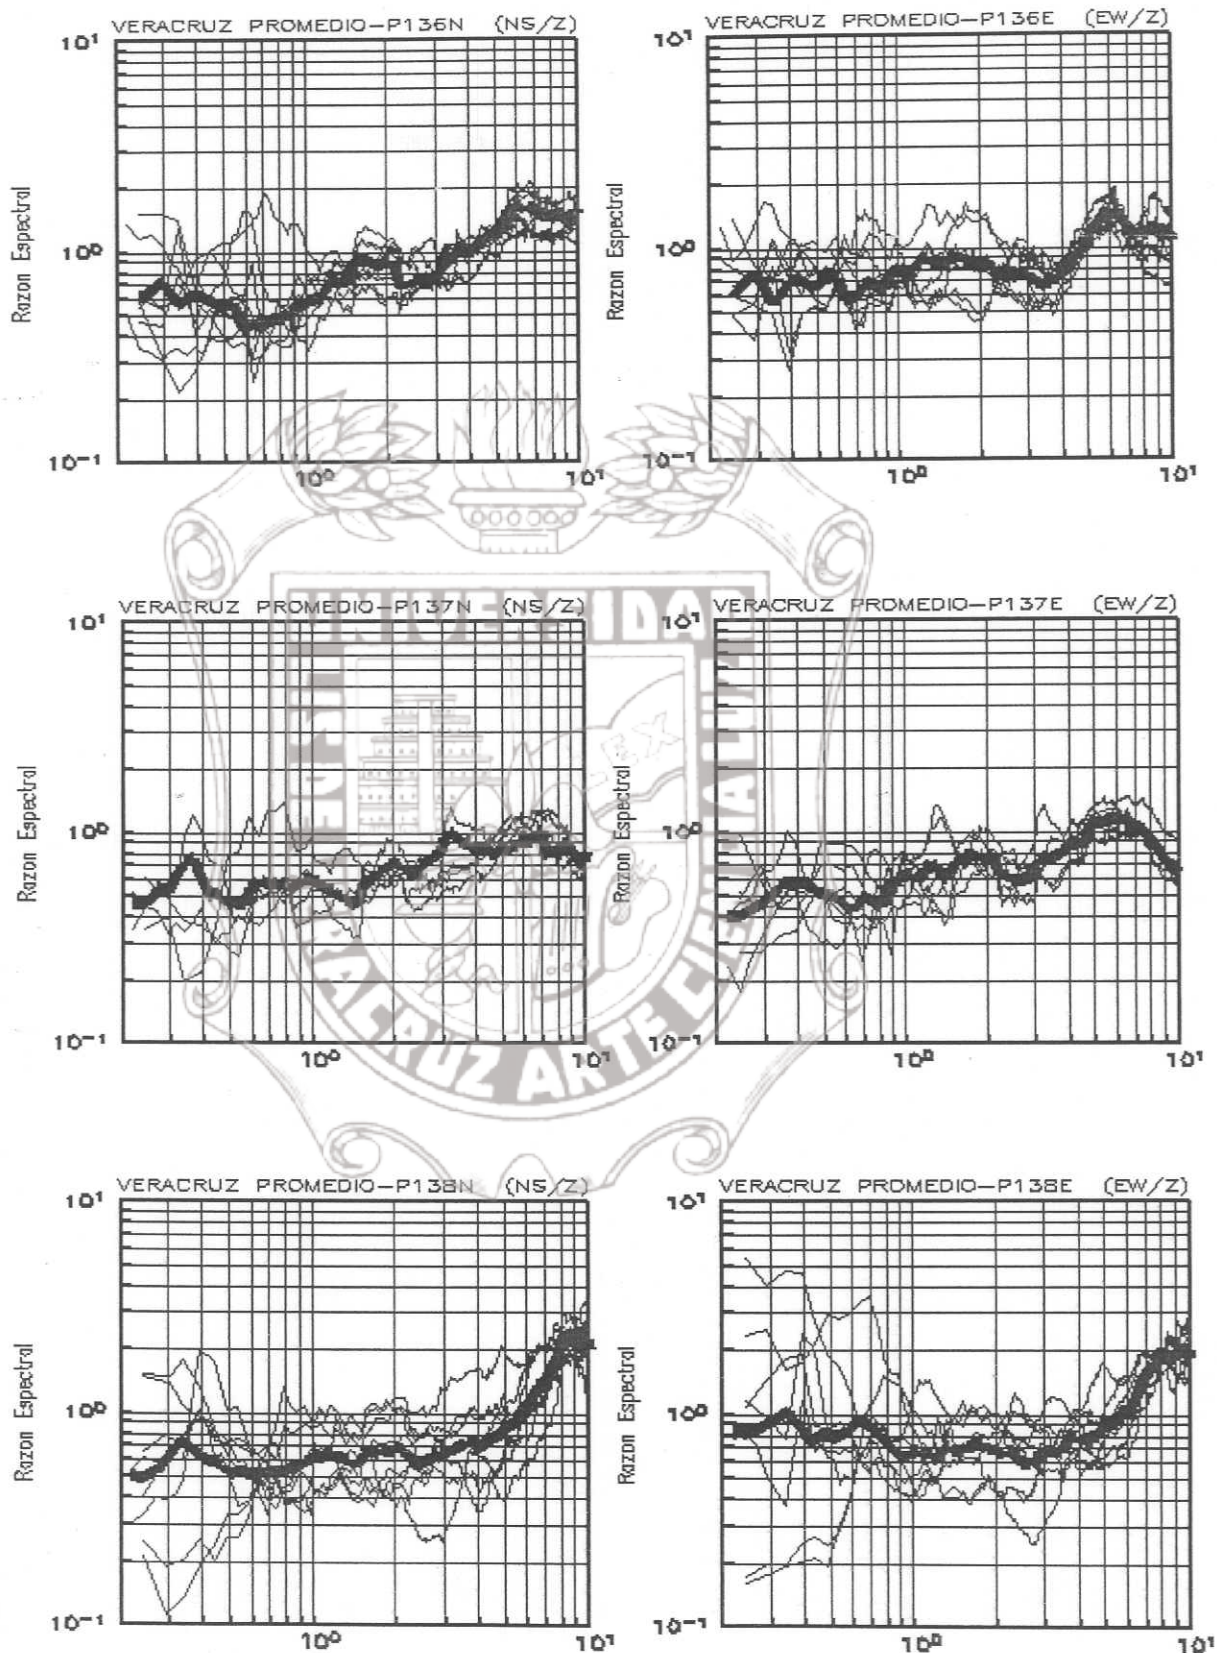 VERACRUZ PROMEDIO-P136N (NS/Z)
10¹
10⁰
10⁻¹
10⁰
10¹
Razon Espectral
VERACRUZ PROMEDIO-P136E (EW/Z)
10¹
10⁰
10⁻¹
10⁰
10¹
Razon Espectral
UNIVERSIDAD
VERACRUZ PROMEDIO-P137N (NS/Z)
10¹
10⁰
10⁻¹
10⁰
10¹
Razon Espectral
VERACRUZ PROMEDIO-P137E (EW/Z)
10¹
10⁰
10⁻¹
10⁰
10¹
Razon Espectral
LEX
ARTE
VERACRUZ PROMEDIO-P138N (NS/Z)
10¹
10⁰
10⁻¹
10⁰
10¹
Razon Espectral
VERACRUZ PROMEDIO-P138E (EW/Z)
10¹
10⁰
10⁻¹
10⁰
10¹
Razon Espectral